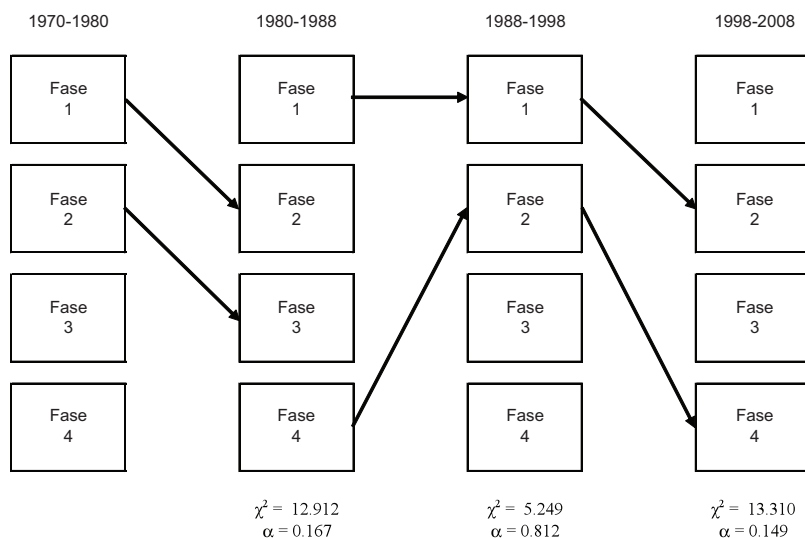 1970-1980 1980-1988 1988-1998 1998-2008
Fase Fase Fase Fase
1 1 1 1
Fase Fase Fase Fase
2 2 2 2
Fase Fase Fase Fase
3 3 3 3
Fase Fase Fase Fase
4 4 4 4
χ² = 12.912 χ² = 5.249 χ² = 13.310
α = 0.167 α = 0.812 α = 0.149